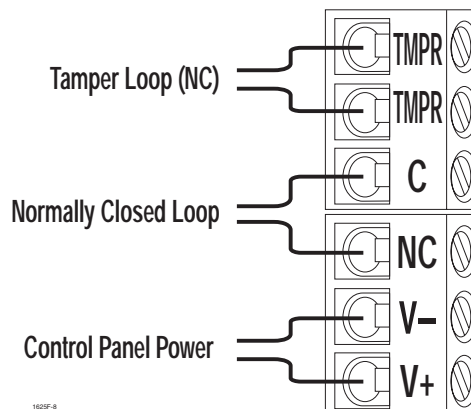 Tamper Loop (NC)
TMPR
TMPR
C
Normally Closed Loop
NC
V–
Control Panel Power
V+
1625F-8